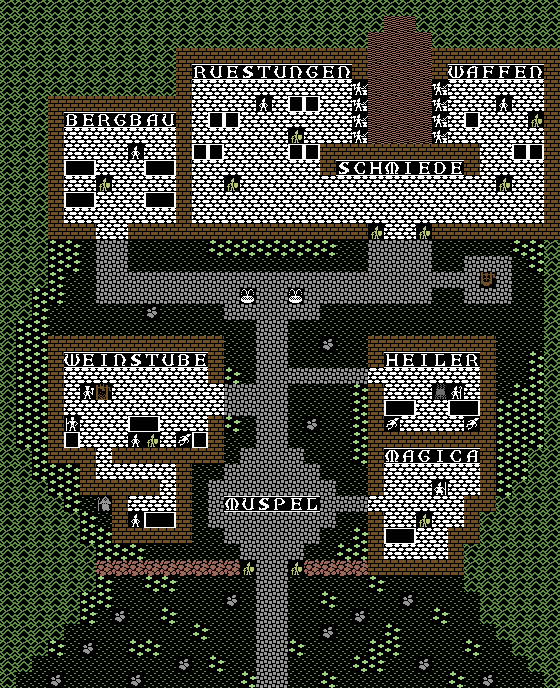 RUESTUNGEN WAFFEN
BERGBAU
SCHMIEDE
WEINSTUBE HEILER
MAGICA
MUSPEL